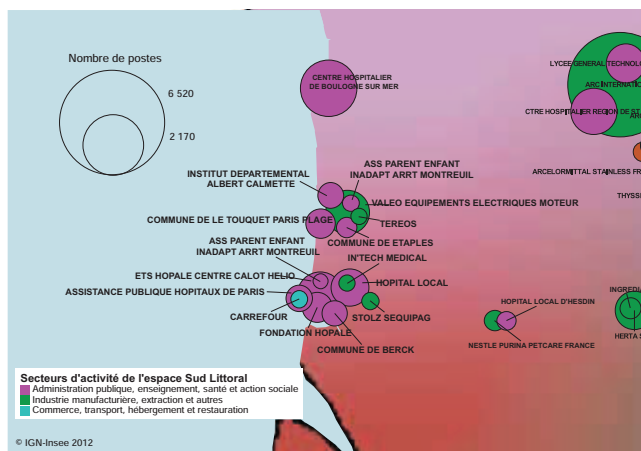 Nombre de postes
6 520
2 170
CENTRE HOSPITALIER
DE BOULOGNE SUR MER
LYCEE GENERAL TECHNOLO
ARC INTERNATIO
CTRE HOSPITALIER REGION DE ST
AR
ARCELORMITTAL STAINLESS FR
THYSS
INSTITUT DEPARTEMENTAL
ALBERT CALMETTE
ASS PARENT ENFANT
INADAPT ARRT MONTREUIL
VALEO EQUIPEMENTS ELECTRIQUES MOTEUR
COMMUNE DE LE TOUQUET PARIS PLAGE
TEREOS
COMMUNE DE ETAPLES
ASS PARENT ENFANT
INADAPT ARRT MONTREUIL
IN'TECH MEDICAL
ETS HOPALE CENTRE CALOT HELIO
HOPITAL LOCAL
ASSISTANCE PUBLIQUE HOPITAUX DE PARIS
CARREFOUR
STOLZ SEQUIPAG
FONDATION HOPALE
COMMUNE DE BERCK
INGREDIA
HOPITAL LOCAL D'HESDIN
HERTA S
NESTLE PURINA PETCARE FRANCE
Secteurs d'activité de l'espace Sud Littoral
Administration publique, enseignement, santé et action sociale
Industie manufacturière, extraction et autres
Commerce, transport, hébergement et restauration
© IGN-Insee 2012